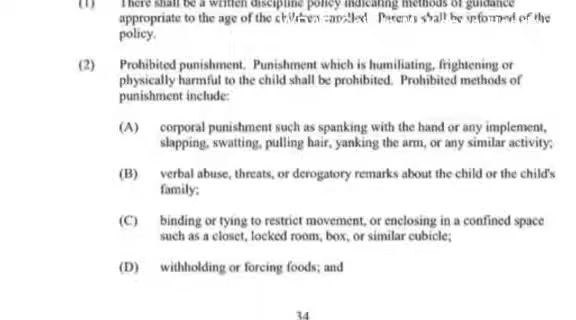 (1) There shall be a written discipline policy indicating methods of guidance
appropriate to the age of the children enrolled. Parents shall be informed of the
policy.
(2) Prohibited punishment. Punishment which is humiliating, frightening or
physically harmful to the child shall be prohibited. Prohibited methods of
punishment include:
(A) corporal punishment such as spanking with the hand or any implement,
slapping, swatting, pulling hair, yanking the arm, or any similar activity;
(B) verbal abuse, threats, or derogatory remarks about the child or the child's
family;
(C) binding or tying to restrict movement, or enclosing in a confined space
such as a closet, locked room, box, or similar cubicle;
(D) withholding or forcing foods; and
34